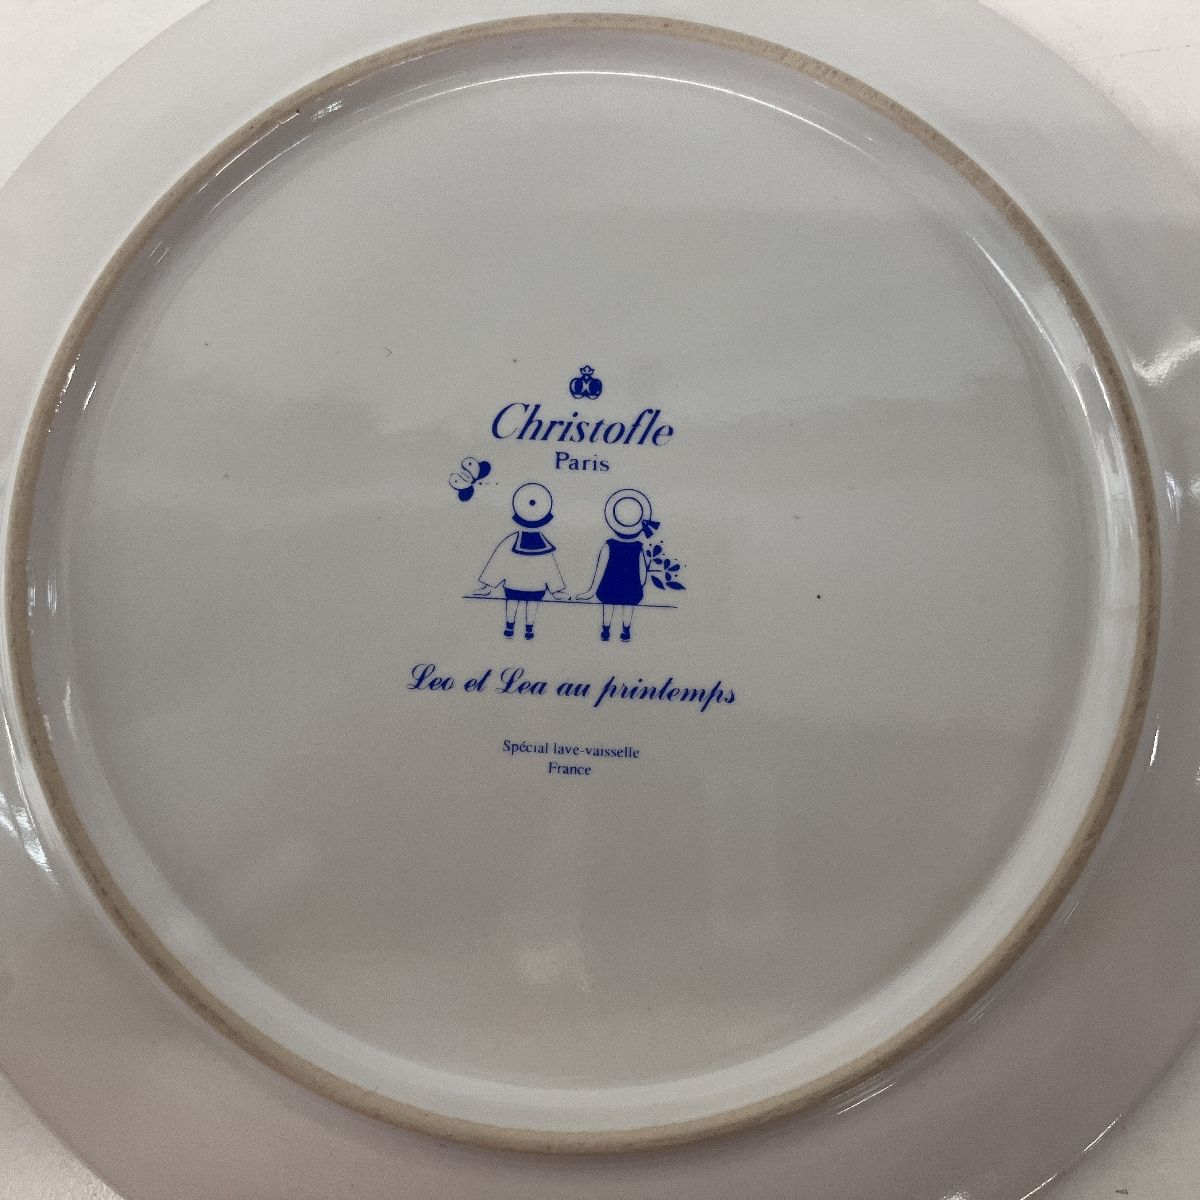 Christofle
Paris
Leo et Lea au printemps
Spécial lave-vaisselle
France